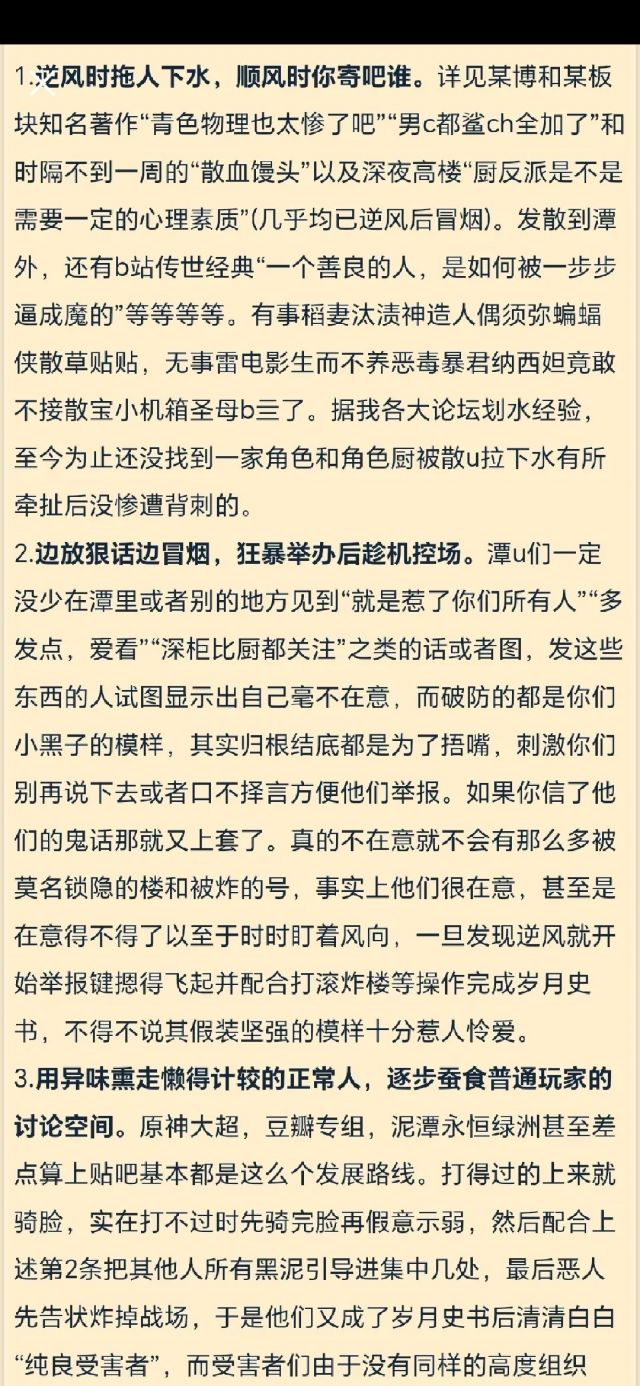 1.逆风时拖人下水，顺风时你寄吧谁。详见某博和某板
块知名著作“青色物理也太惨了吧”“男c都鲨ch全加了”和
时隔不到一周的“散血馒头”以及深夜高楼“厨反派是不是
需要一定的心理素质”(几乎均已逆风后冒烟)。发散到潭
外，还有b站传世经典“一个善良的人，是如何被一步步
逼成魔的”等等等等。有事稻妻汰渍神造人偶须弥蝙蝠
侠散草贴贴，无事雷电影生而不养恶毒暴君纳西妲竟敢
不接散宝小机箱圣母b亖了。据我各大论坛划水经验，
至今为止还没找到一家角色和角色厨被散u拉下水有所
牵扯后没惨遭背刺的。
2.边放狠话边冒烟，狂暴举办后趁机控场。潭u们一定
没少在潭里或者别的地方见到“就是惹了你们所有人”“多
发点，爱看”“深柜比厨都关注”之类的话或者图，发这些
东西的人试图显示出自己毫不在意，而破防的都是你们
小黑子的模样，其实归根结底都是为了捂嘴，刺激你们
别再说下去或者口不择言方便他们举报。如果你信了他
们的鬼话那就又上套了。真的不在意就不会有那么多被
莫名锁隐的楼和被炸的号，事实上他们很在意，甚至是
在意得不得了以至于时时盯着风向，一旦发现逆风就开
始举报键摁得飞起并配合打滚炸楼等操作完成岁月史
书，不得不说其假装坚强的模样十分惹人怜爱。
3.用异味熏走懒得计较的正常人，逐步蚕食普通玩家的
讨论空间。原神大超，豆瓣专组，泥潭永恒绿洲甚至差
点算上贴吧基本都是这么个发展路线。打得过的上来就
骑脸，实在打不过时先骑完脸再假意示弱，然后配合上
述第2条把其他人所有黑泥引导进集中几处，最后恶人
先告状炸掉战场，于是他们又成了岁月史书后清清白白
“纯良受害者”，而受害者们由于没有同样的高度组织